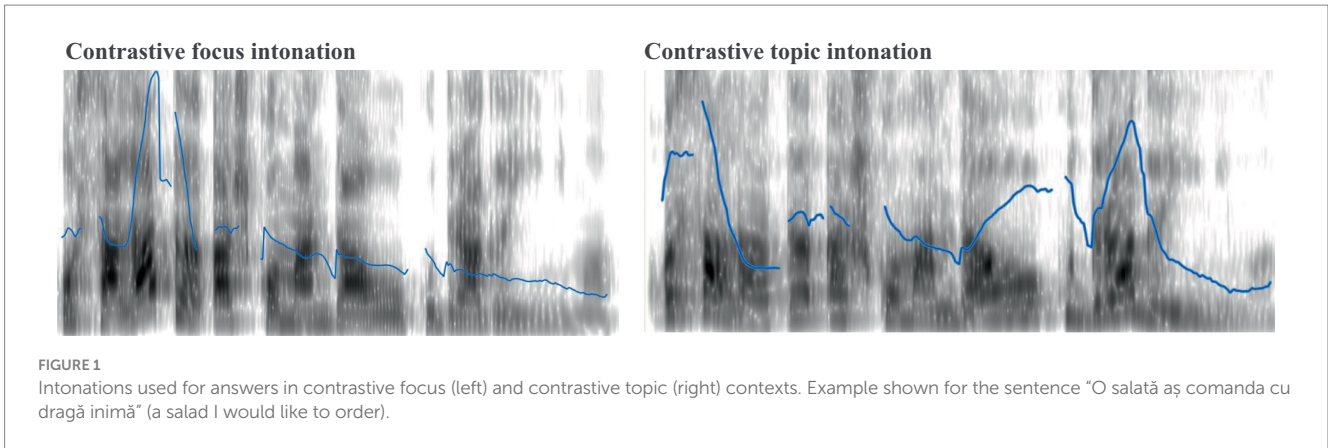 Contrastive focus intonation
Contrastive topic intonation
FIGURE 1
Intonations used for answers in contrastive focus (left) and contrastive topic (right) contexts. Example shown for the sentence “O salată aș comanda cu
dragă inimă” (a salad I would like to order).